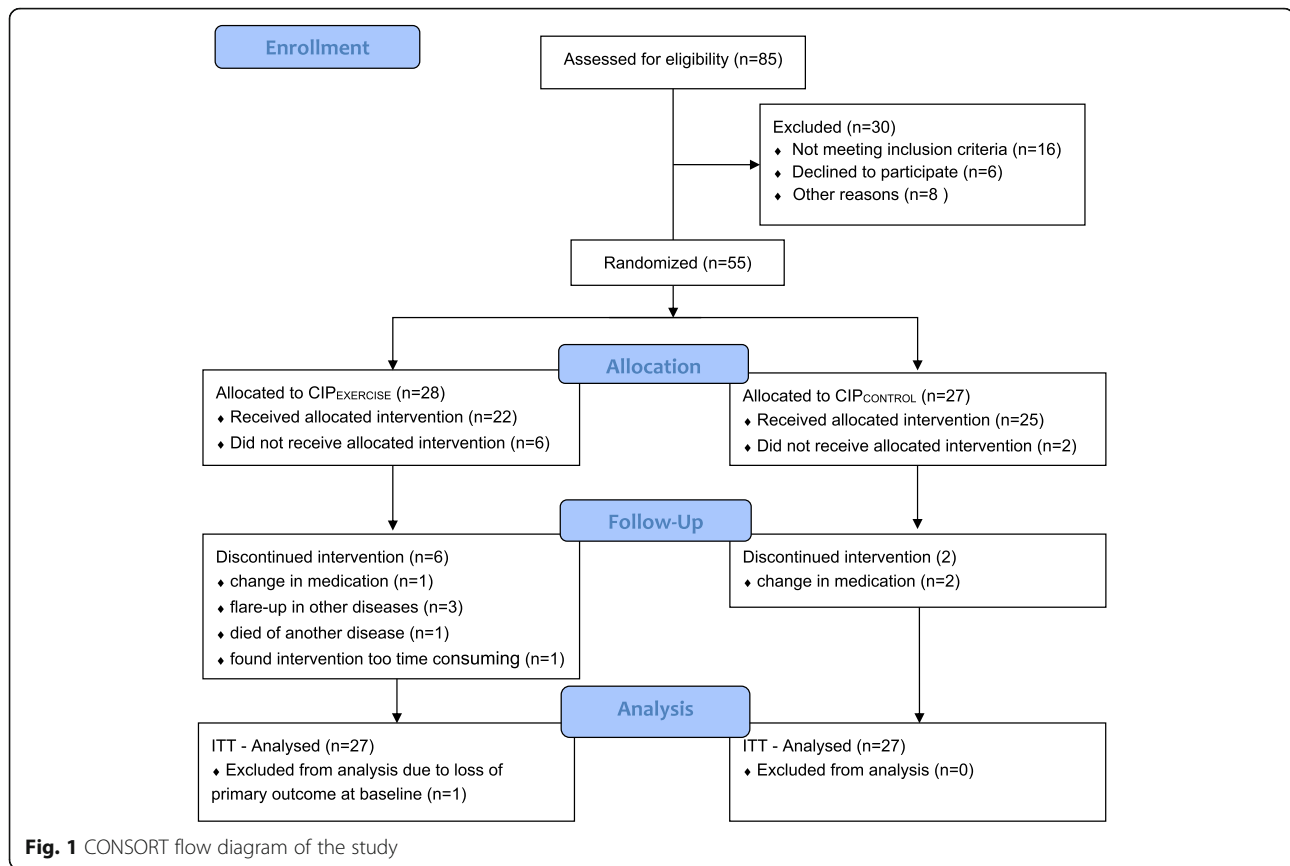 Enrollment
Assessed for eligibility (n=85)
Excluded (n=30)
♦ Not meeting inclusion criteria (n=16)
♦ Declined to participate (n=6)
♦ Other reasons (n=8 )
Randomized (n=55)
Allocation
Allocated to CIPEXERCISE (n=28)
♦ Received allocated intervention (n=22)
♦ Did not receive allocated intervention (n=6)
Allocated to CIPCONTROL (n=27)
♦ Received allocated intervention (n=25)
♦ Did not receive allocated intervention (n=2)
Follow-Up
Discontinued intervention (n=6)
♦ change in medication (n=1)
♦ flare-up in other diseases (n=3)
♦ died of another disease (n=1)
♦ found intervention too time consuming (n=1)
Discontinued intervention (2)
♦ change in medication (n=2)
Analysis
ITT - Analysed (n=27)
♦ Excluded from analysis due to loss of
primary outcome at baseline (n=1)
ITT - Analysed (n=27)
♦ Excluded from analysis (n=0)
Fig. 1 CONSORT flow diagram of the study